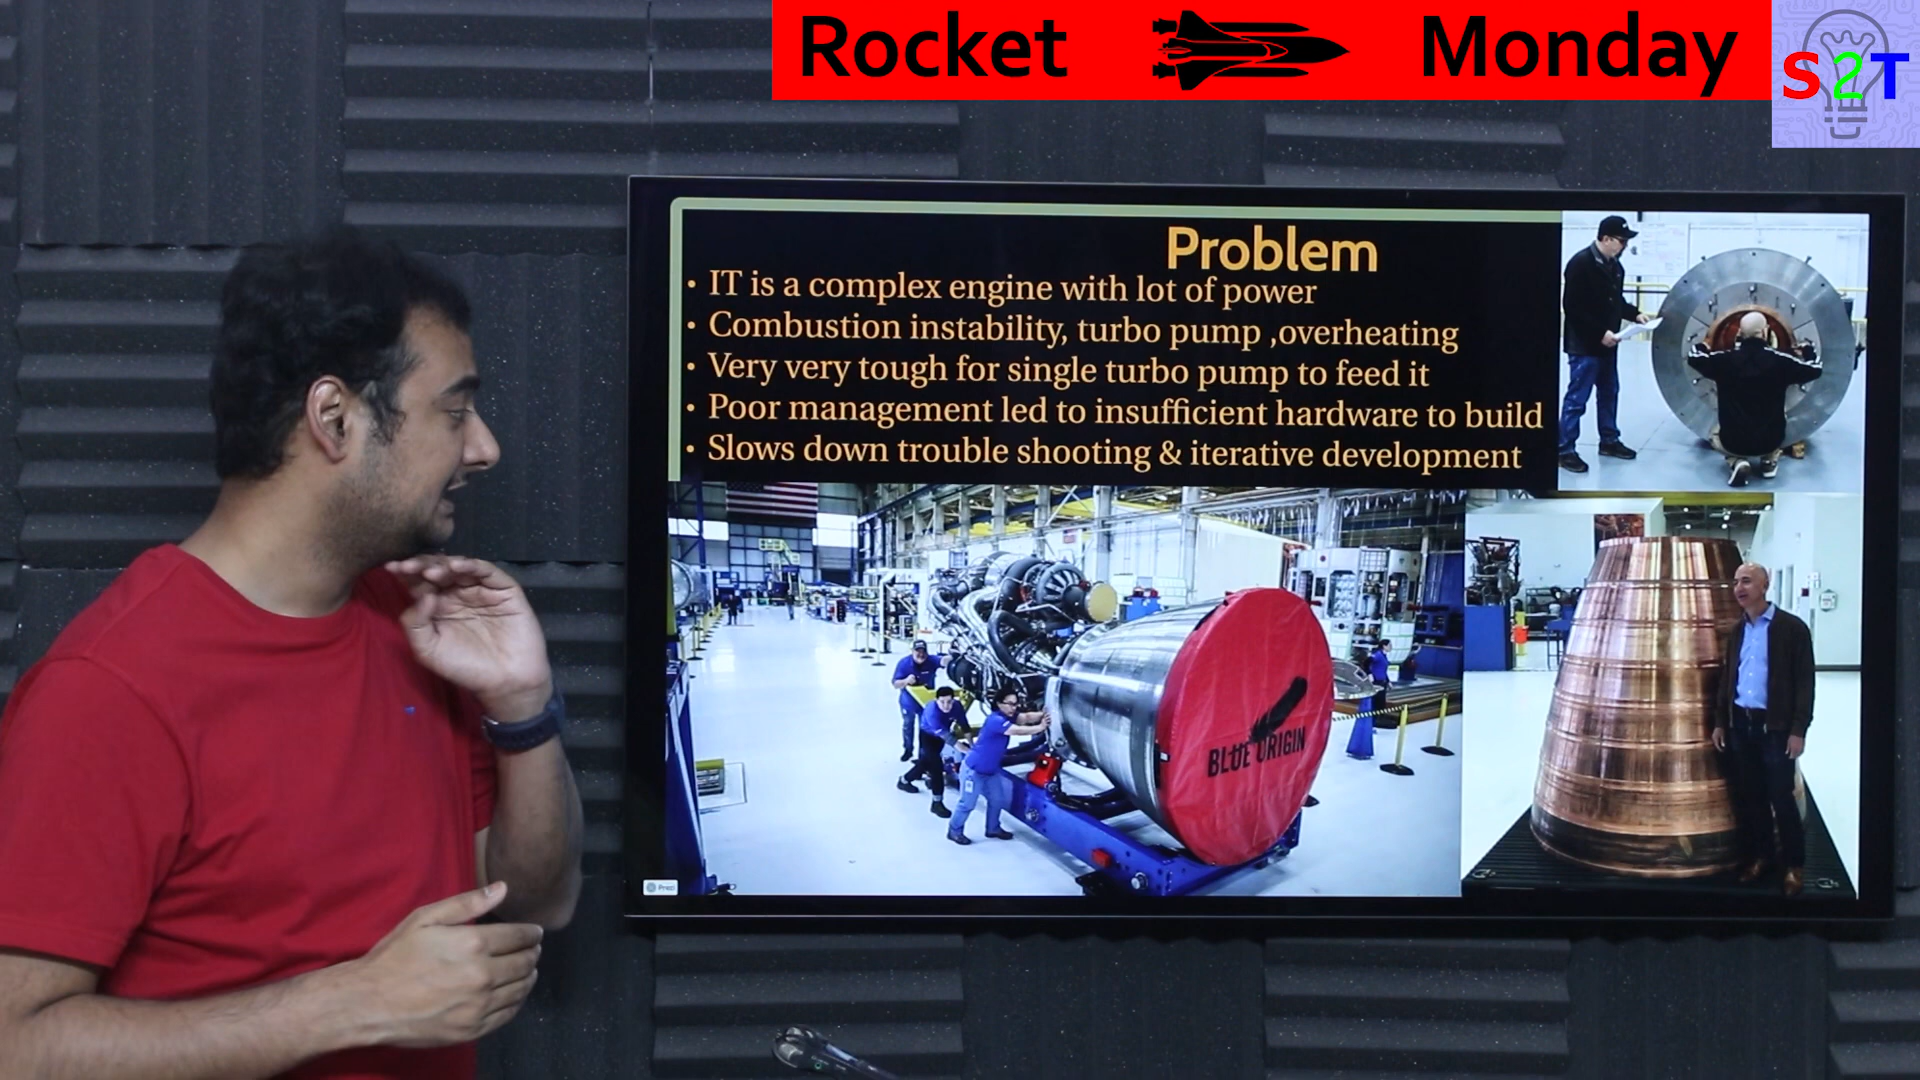 Rocket Monday
S2T
Problem
• IT is a complex engine with lot of power
• Combustion instability, turbo pump ,overheating
• Very very tough for single turbo pump to feed it
• Poor management led to insufficient hardware to build
• Slows down trouble shooting & iterative development
BLUE ORIGIN
Prezi